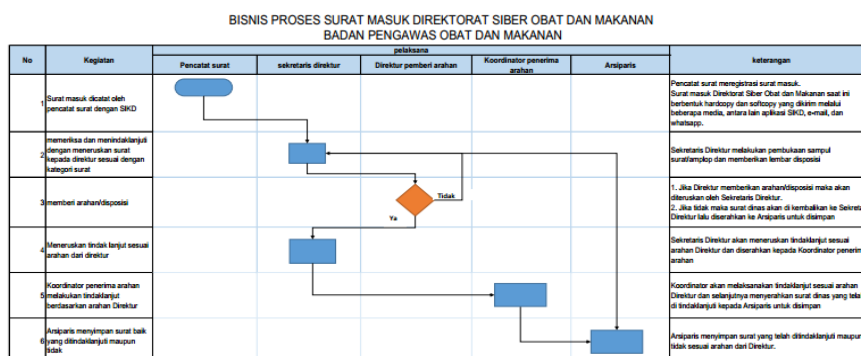 BISNIS PROSES SURAT MASUK DIREKTORAT SIBER OBAT DAN MAKANAN
BADAN PENGAWAS OBAT DAN MAKANAN
No
Kegiatan
pelaksana
keterangan
Pencatat surat
sekretaris direktur
Direktur pemberi arahan
Koordinator penerima
arahan
Arsiparis
1
Surat masuk dicatat oleh
pencatat surat dengan SIKD
Pencatat surat meregistrasi surat masuk.
Surat masuk Direktorat Siber Obat dan Makanan saat ini
berbentuk hardcopy dan softcopy yang dikirim melalui
beberapa media, antara lain aplikasi SIKD, e-mail, dan
whatsapp.
2
memeriksa dan menindaklanjuti
dengan meneruskan surat
kepada direktur sesuai dengan
kategori surat
Sekretaris Direktur melakukan pembukaan sampul
surat/amplop dan memberikan lembar disposisi
3
memberi arahan/disposisi
Tidak
Ya
1. Jika Direktur memberikan arahan/disposisi maka akan
diteruskan oleh Sekretaris Direktur.
2. Jika tidak maka surat dinas akan di kembalikan ke Sekreta
Direktur lalu diserahkan ke Arsiparis untuk disimpan
4
Meneruskan tindak lanjut sesuai
arahan dari direktur
Sekretaris Direktur akan meneruskan tindaklanjut sesuai
arahan Direktur dan diserahkan kepada Koordinator penerim
arahan
5
Koordinator penerima arahan
melakukan tindaklanjut
berdasarkan arahan Direktur
Koordinator akan melaksanakan tindaklanjut sesuai arahan
Direktur dan selanjutnya menyerahkan surat dinas yang tela
di tindaklanjuti kepada Arsiparis untuk disimpan
6
Arsiparis menyimpan surat baik
yang ditindaklanjuti maupun
tidak
Arsiparis menyimpan surat yang telah ditindaklanjuti maupu
tidak sesuai arahan dari Direktur.